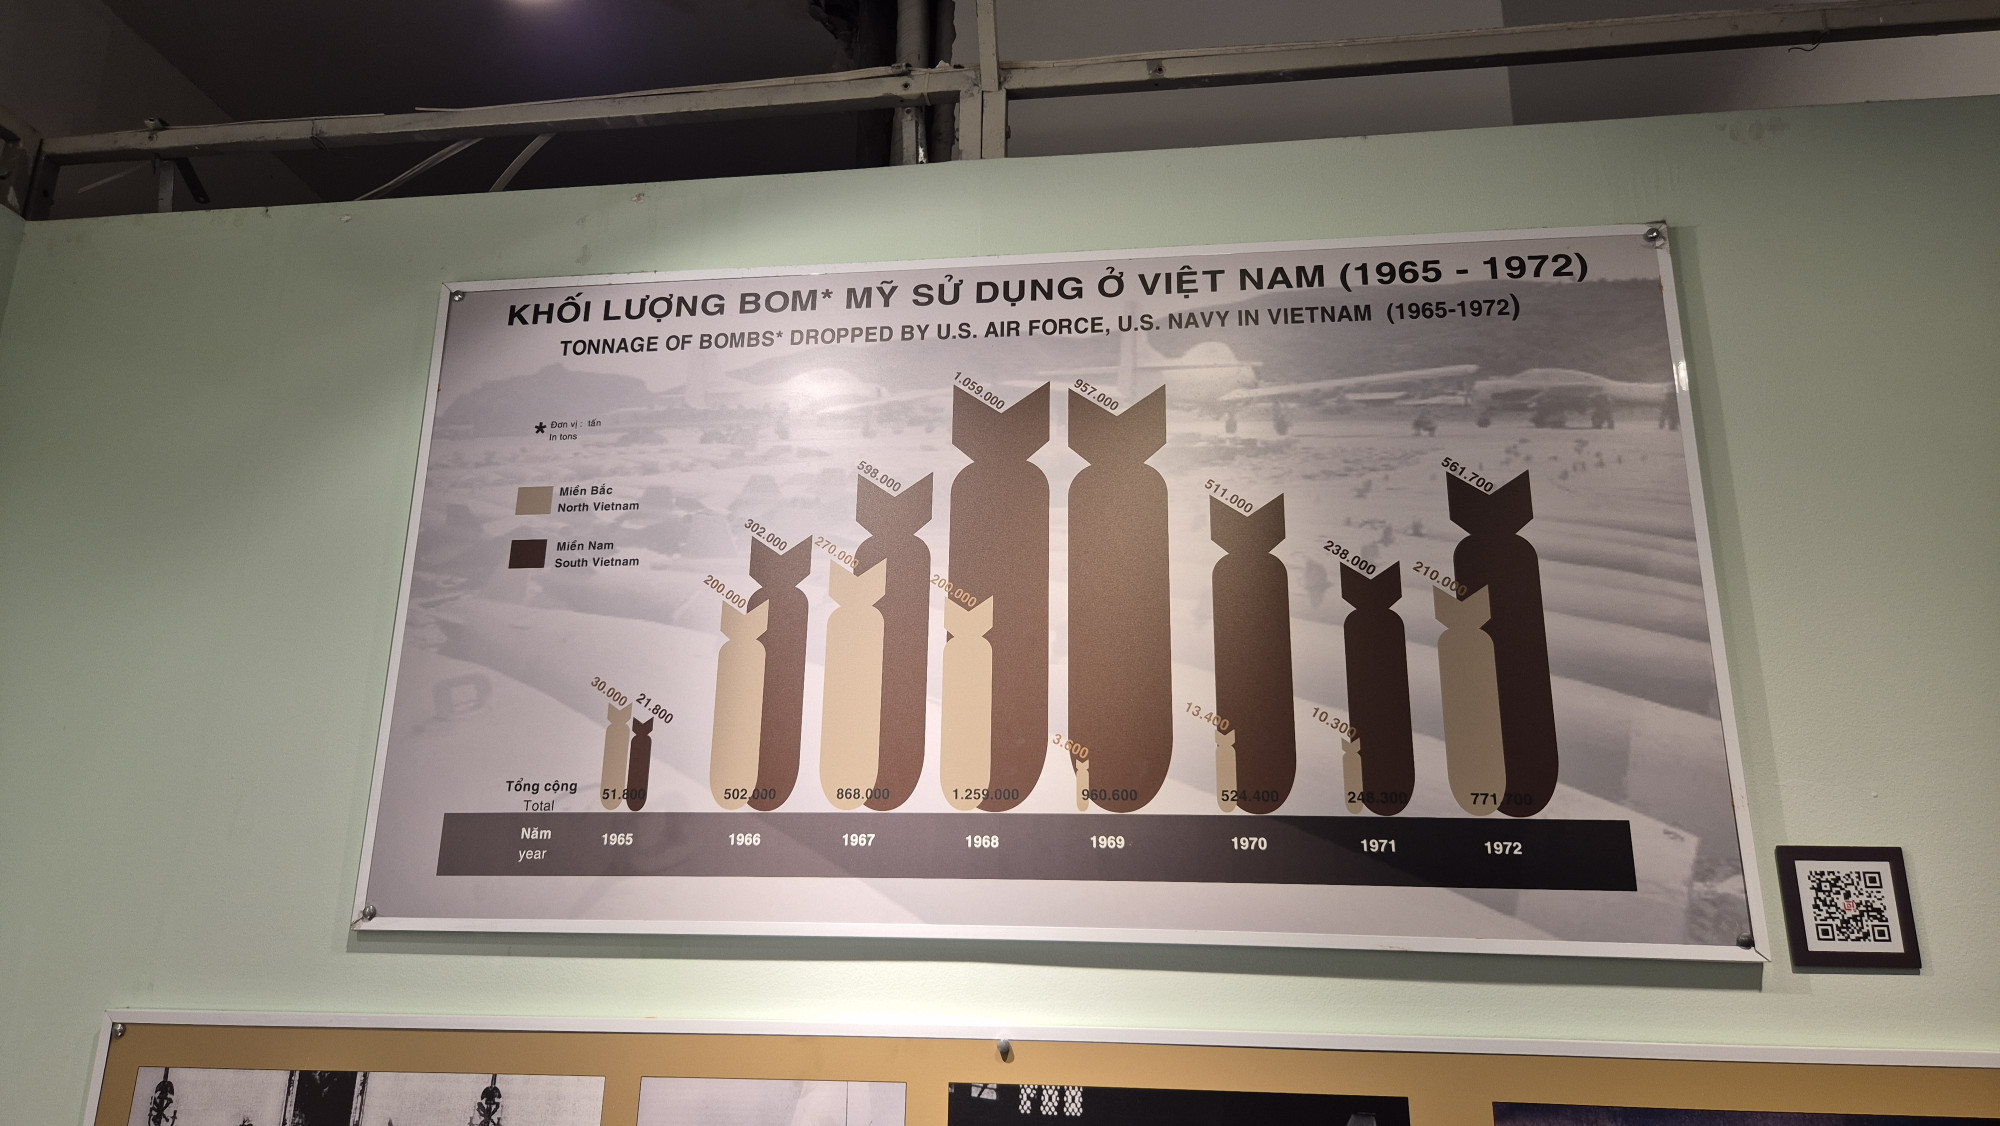 KHỐI LƯỢNG BOM* MỸ SỬ DỤNG Ở VIỆT NAM (1965 - 1972)
TONNAGE OF BOMBS* DROPPED BY U.S. AIR FORCE, U.S. NAVY IN VIETNAM (1965-1972)
* Đơn vị : tấn
In tons
Miền Bắc
North Vietnam
Miền Nam
South Vietnam
30.000
21.800
200.000
302.000
270.000
598.000
200.000
1.059.000
3.600
957.000
13.400
511.000
10.300
238.000
210.000
561.700
Tổng cộng
Total
51.800 502.000 868.000 1.259.000 960.600 524.400 248.300 771.700
Năm
year
1965 1966 1967 1968 1969 1970 1971 1972